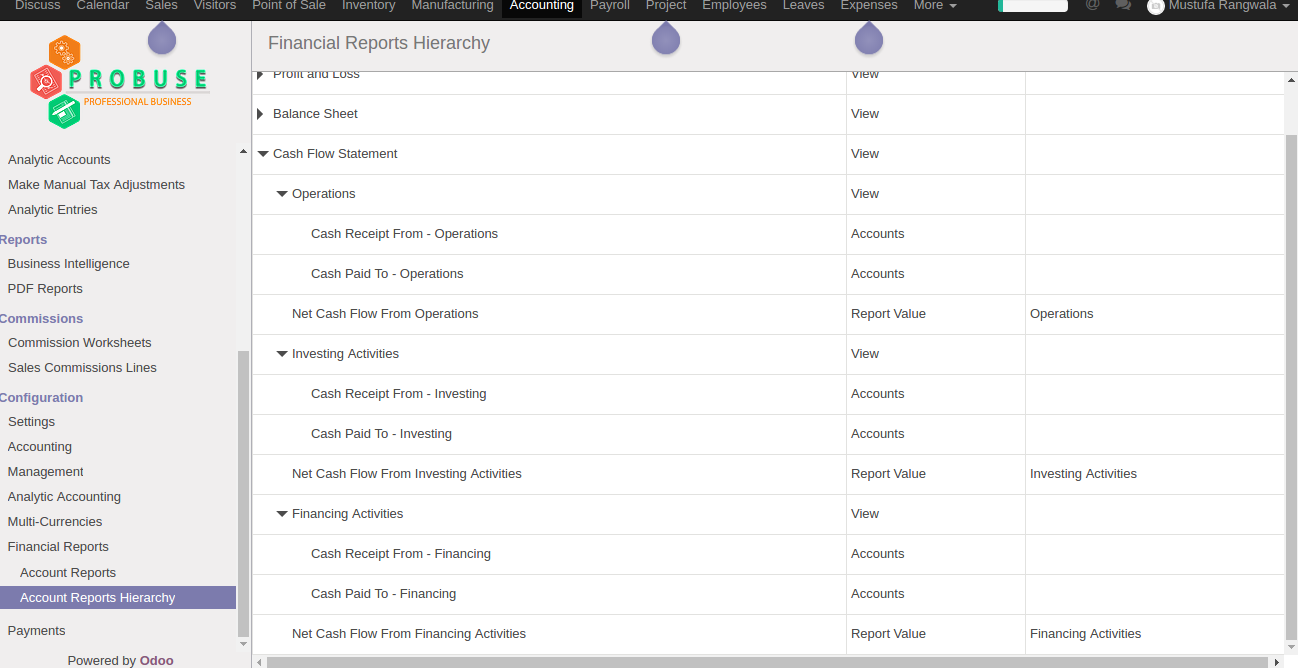 Discuss Calendar Sales Visitors Point of Sale Inventory Manufacturing Accounting Payroll Project Employees Leaves Expenses More @ Mustufa Rangwala
PROBUSE
PROFESSIONAL BUSINESS
Analytic Accounts
Make Manual Tax Adjustments
Analytic Entries
Reports
Business Intelligence
PDF Reports
Commissions
Commission Worksheets
Sales Commissions Lines
Configuration
Settings
Accounting
Management
Analytic Accounting
Multi-Currencies
Financial Reports
Account Reports
Account Reports Hierarchy
Payments
Powered by Odoo
Financial Reports Hierarchy
Profit and Loss View
Balance Sheet View
Cash Flow Statement View
Operations View
Cash Receipt From - Operations Accounts
Cash Paid To - Operations Accounts
Net Cash Flow From Operations Report Value Operations
Investing Activities View
Cash Receipt From - Investing Accounts
Cash Paid To - Investing Accounts
Net Cash Flow From Investing Activities Report Value Investing Activities
Financing Activities View
Cash Receipt From - Financing Accounts
Cash Paid To - Financing Accounts
Net Cash Flow From Financing Activities Report Value Financing Activities